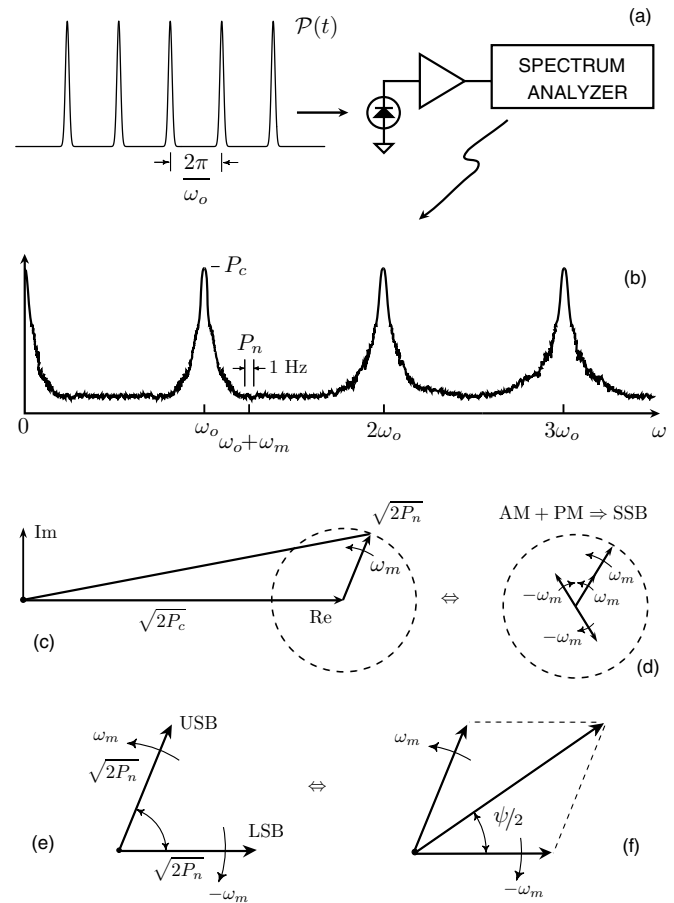 P(t)
(a)
SPECTRUM
ANALYZER
2π
ω_o
(b)
P_c
P_n
1 Hz
0
ω_o
ω_o+ω_m
2ω_o
3ω_o
ω
Im
√2P_n
ω_m
Re
√2P_c
(c)
⇔
AM + PM ⇒ SSB
ω_m
-ω_m
ω_m
-ω_m
(d)
USB
ω_m
√2P_n
LSB
√2P_n
-ω_m
(e)
⇔
ω_m
ψ/2
-ω_m
(f)